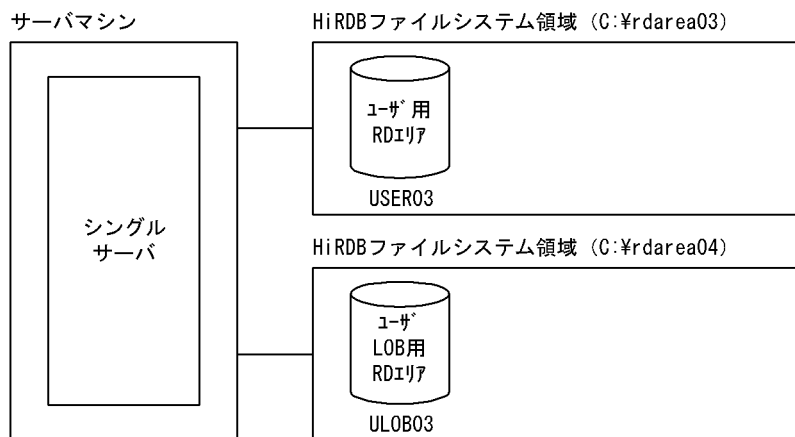 サーバマシン
HiRDBファイルシステム領域（C:¥rdarea03）
ﾕｰｻﾞ用
RDｴﾘｱ
USER03
シングル
サーバ
HiRDBファイルシステム領域（C:¥rdarea04）
ﾕｰｻﾞ
LOB用
RDｴﾘｱ
ULOB03